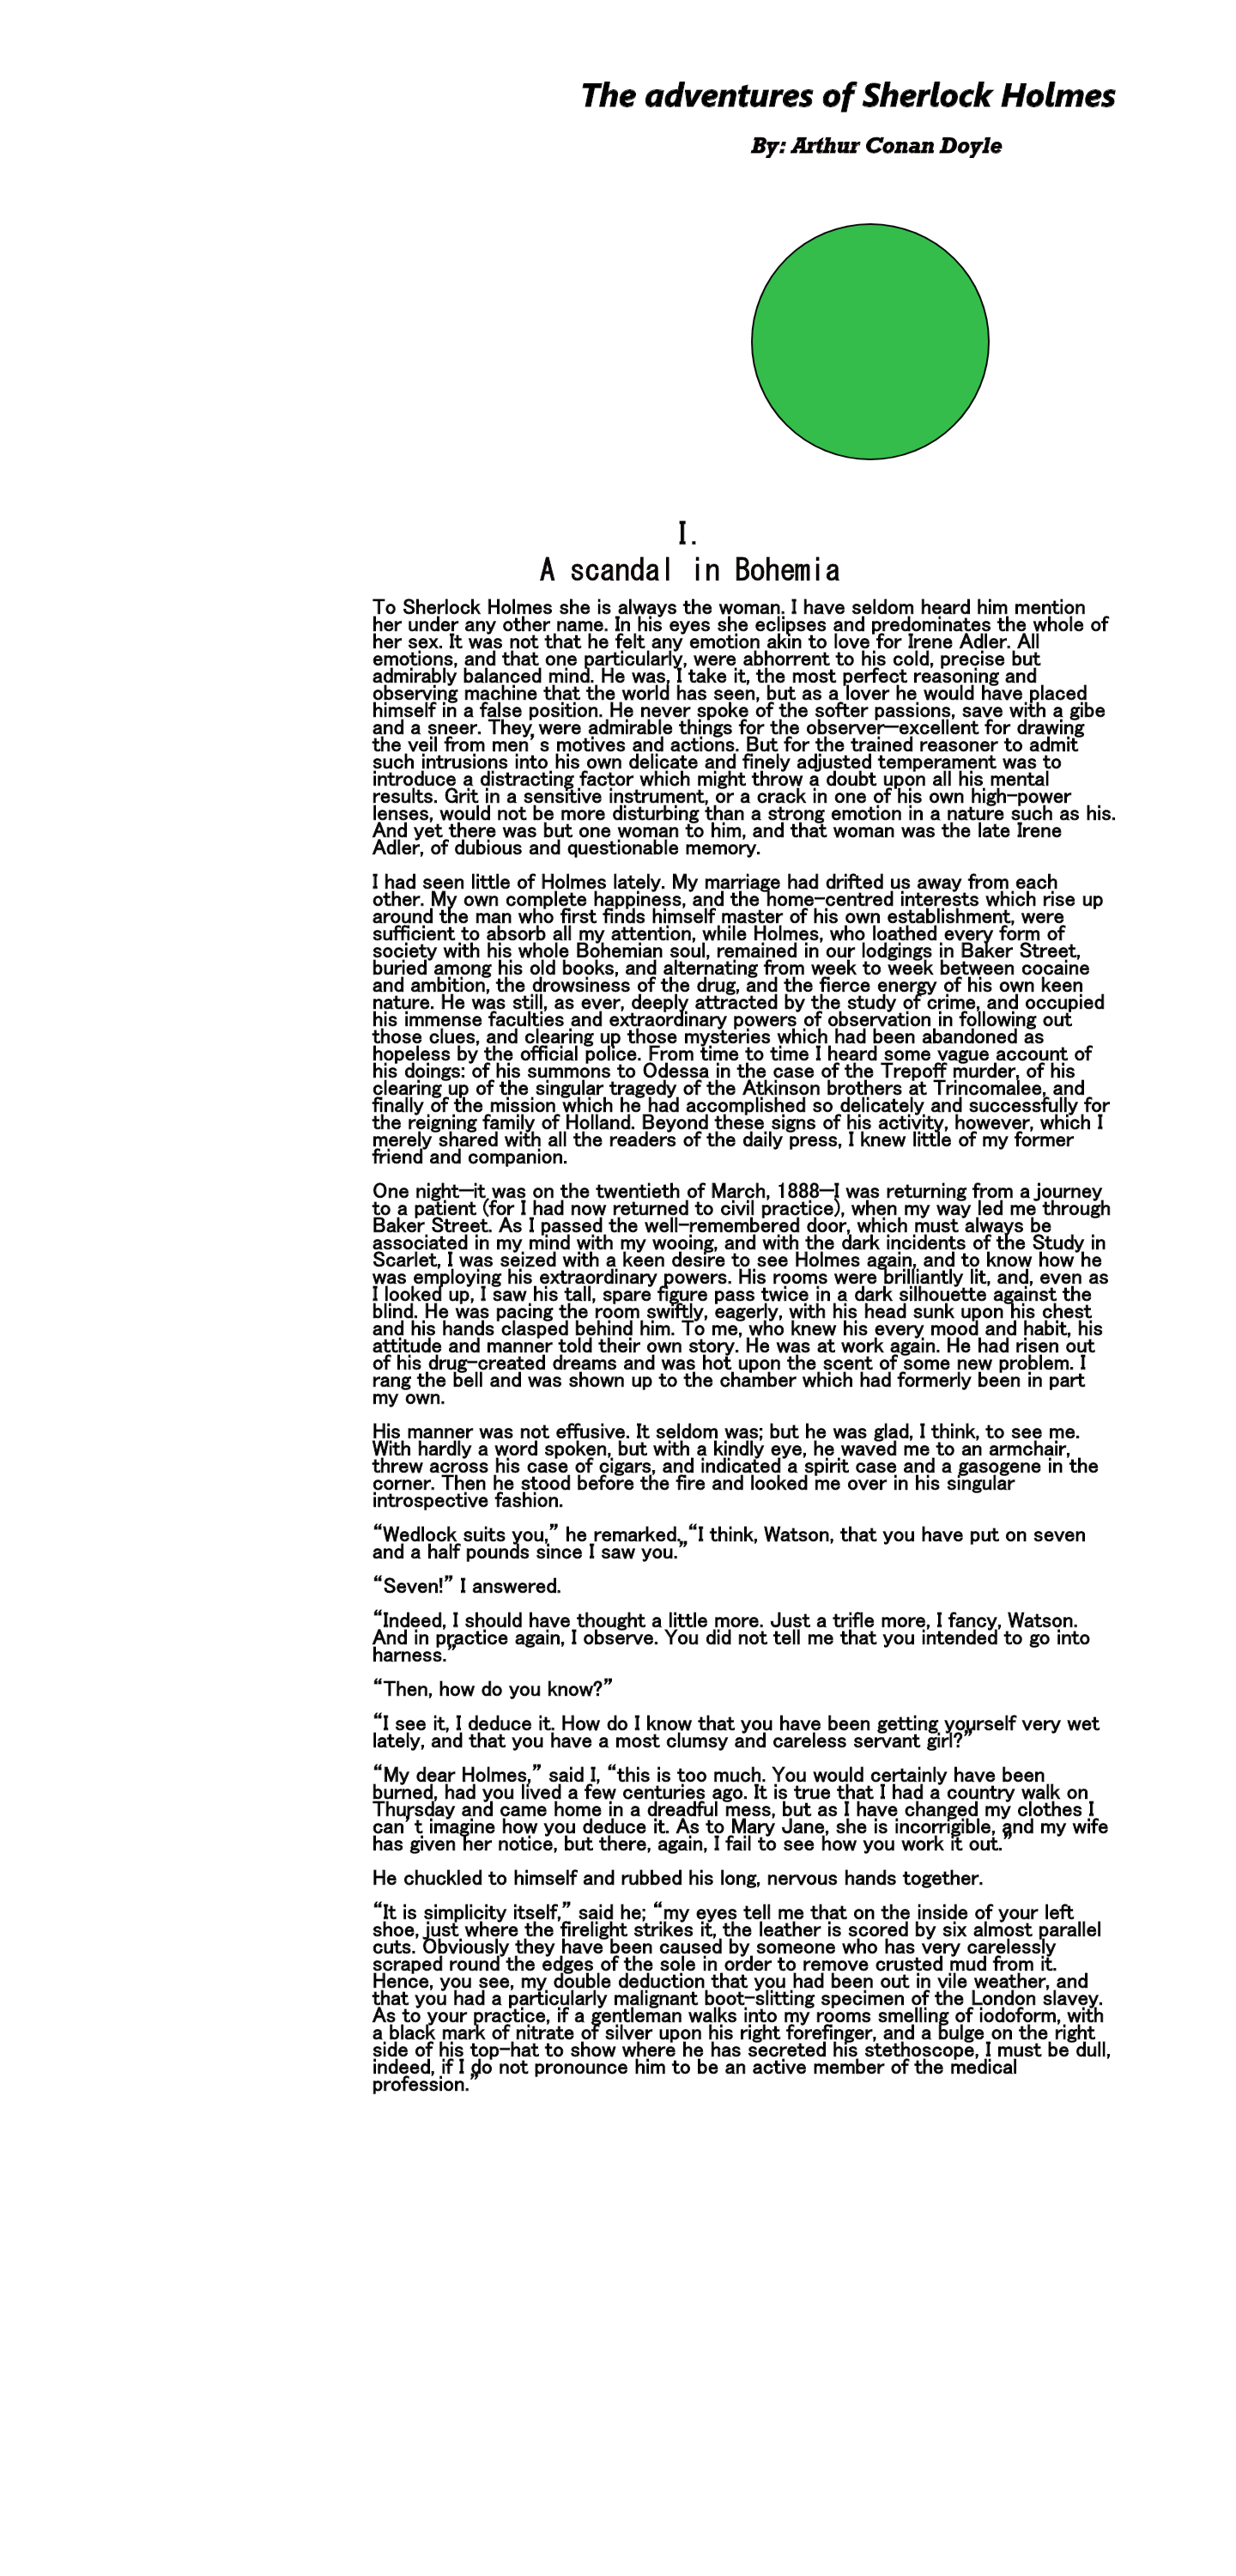 The adventures of Sherlock Holmes
By: Arthur Conan Doyle
I.
A scandal in Bohemia
To Sherlock Holmes she is always the woman. I have seldom heard him mention
her under any other name. In his eyes she eclipses and predominates the whole of
her sex. It was not that he felt any emotion akin to love for Irene Adler. All
emotions, and that one particularly, were abhorrent to his cold, precise but
admirably balanced mind. He was, I take it, the most perfect reasoning and
observing machine that the world has seen, but as a lover he would have placed
himself in a false position. He never spoke of the softer passions, save with a gibe
and a sneer. They were admirable things for the observer—excellent for drawing
the veil from men’s motives and actions. But for the trained reasoner to admit
such intrusions into his own delicate and finely adjusted temperament was to
introduce a distracting factor which might throw a doubt upon all his mental
results. Grit in a sensitive instrument, or a crack in one of his own high-power
lenses, would not be more disturbing than a strong emotion in a nature such as his.
And yet there was but one woman to him, and that woman was the late Irene
Adler, of dubious and questionable memory.
I had seen little of Holmes lately. My marriage had drifted us away from each
other. My own complete happiness, and the home-centred interests which rise up
around the man who first finds himself master of his own establishment, were
sufficient to absorb all my attention, while Holmes, who loathed every form of
society with his whole Bohemian soul, remained in our lodgings in Baker Street,
buried among his old books, and alternating from week to week between cocaine
and ambition, the drowsiness of the drug, and the fierce energy of his own keen
nature. He was still, as ever, deeply attracted by the study of crime, and occupied
his immense faculties and extraordinary powers of observation in following out
those clues, and clearing up those mysteries which had been abandoned as
hopeless by the official police. From time to time I heard some vague account of
his doings: of his summons to Odessa in the case of the Trepoff murder, of his
clearing up of the singular tragedy of the Atkinson brothers at Trincomalee, and
finally of the mission which he had accomplished so delicately and successfully for
the reigning family of Holland. Beyond these signs of his activity, however, which I
merely shared with all the readers of the daily press, I knew little of my former
friend and companion.
One night—it was on the twentieth of March, 1888—I was returning from a journey
to a patient (for I had now returned to civil practice), when my way led me through
Baker Street. As I passed the well-remembered door, which must always be
associated in my mind with my wooing, and with the dark incidents of the Study in
Scarlet, I was seized with a keen desire to see Holmes again, and to know how he
was employing his extraordinary powers. His rooms were brilliantly lit, and, even as
I looked up, I saw his tall, spare figure pass twice in a dark silhouette against the
blind. He was pacing the room swiftly, eagerly, with his head sunk upon his chest
and his hands clasped behind him. To me, who knew his every mood and habit, his
attitude and manner told their own story. He was at work again. He had risen out
of his drug-created dreams and was hot upon the scent of some new problem. I
rang the bell and was shown up to the chamber which had formerly been in part
my own.
His manner was not effusive. It seldom was; but he was glad, I think, to see me.
With hardly a word spoken, but with a kindly eye, he waved me to an armchair,
threw across his case of cigars, and indicated a spirit case and a gasogene in the
corner. Then he stood before the fire and looked me over in his singular
introspective fashion.
“Wedlock suits you,” he remarked. “I think, Watson, that you have put on seven
and a half pounds since I saw you.”
“Seven!” I answered.
“Indeed, I should have thought a little more. Just a trifle more, I fancy, Watson.
And in practice again, I observe. You did not tell me that you intended to go into
harness.”
“Then, how do you know?”
“I see it, I deduce it. How do I know that you have been getting yourself very wet
lately, and that you have a most clumsy and careless servant girl?”
“My dear Holmes,” said I, “this is too much. You would certainly have been
burned, had you lived a few centuries ago. It is true that I had a country walk on
Thursday and came home in a dreadful mess, but as I have changed my clothes I
can’t imagine how you deduce it. As to Mary Jane, she is incorrigible, and my wife
has given her notice, but there, again, I fail to see how you work it out.”
He chuckled to himself and rubbed his long, nervous hands together.
“It is simplicity itself,” said he; “my eyes tell me that on the inside of your left
shoe, just where the firelight strikes it, the leather is scored by six almost parallel
cuts. Obviously they have been caused by someone who has very carelessly
scraped round the edges of the sole in order to remove crusted mud from it.
Hence, you see, my double deduction that you had been out in vile weather, and
that you had a particularly malignant boot-slitting specimen of the London slavey.
As to your practice, if a gentleman walks into my rooms smelling of iodoform, with
a black mark of nitrate of silver upon his right forefinger, and a bulge on the right
side of his top-hat to show where he has secreted his stethoscope, I must be dull,
indeed, if I do not pronounce him to be an active member of the medical
profession.”